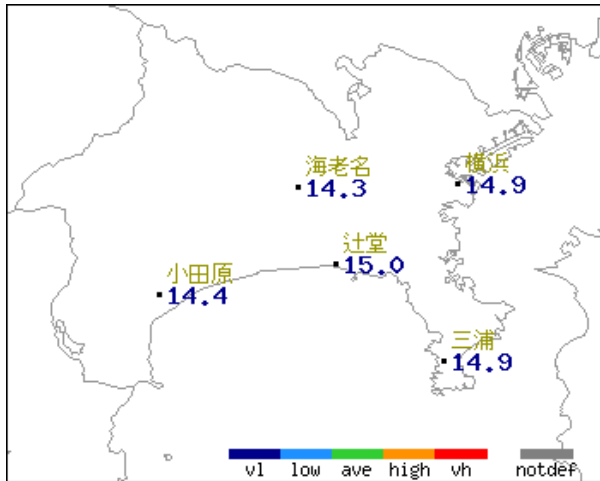 海老名
14.3
横浜
14.9
辻堂
15.0
小田原
14.4
三浦
14.9
vl low ave high vh notdef